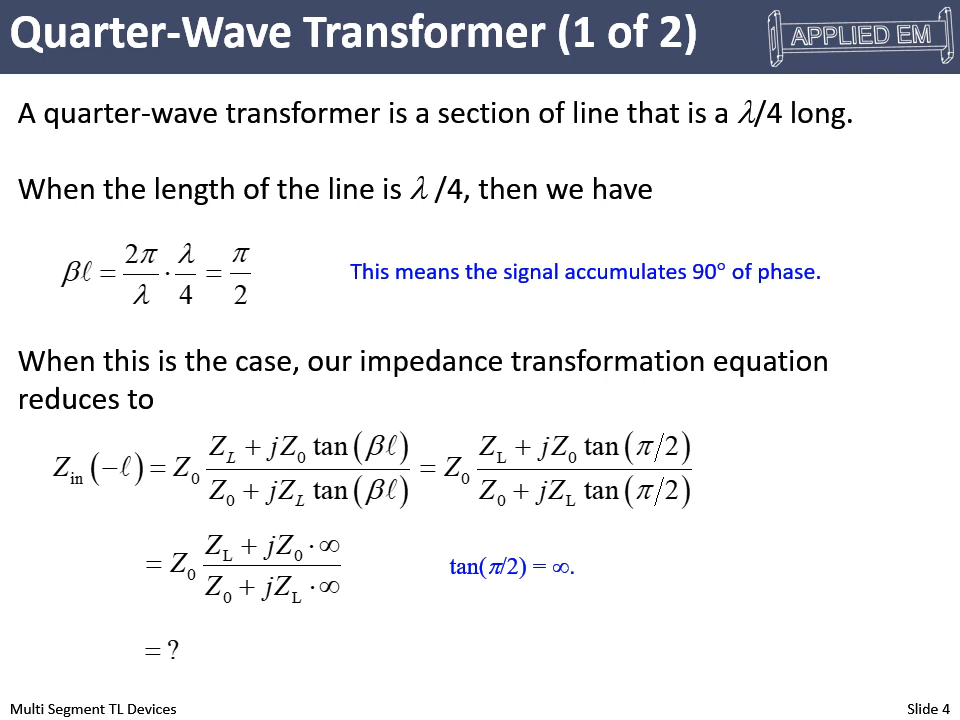 Quarter-Wave Transformer (1 of 2)
APPLIED EM
A quarter-wave transformer is a section of line that is a λ/4 long.
When the length of the line is λ /4, then we have
βℓ = 2π/λ · λ/4 = π/2
This means the signal accumulates 90° of phase.
When this is the case, our impedance transformation equation
reduces to
Z_in(−ℓ) = Z_0 (Z_L + jZ_0 tan(βℓ))/(Z_0 + jZ_L tan(βℓ)) = Z_0 (Z_L + jZ_0 tan(π/2))/(Z_0 + jZ_L tan(π/2))
= Z_0 (Z_L + jZ_0 · ∞)/(Z_0 + jZ_L · ∞)
tan(π/2) = ∞.
= ?
Multi Segment TL Devices
Slide 4